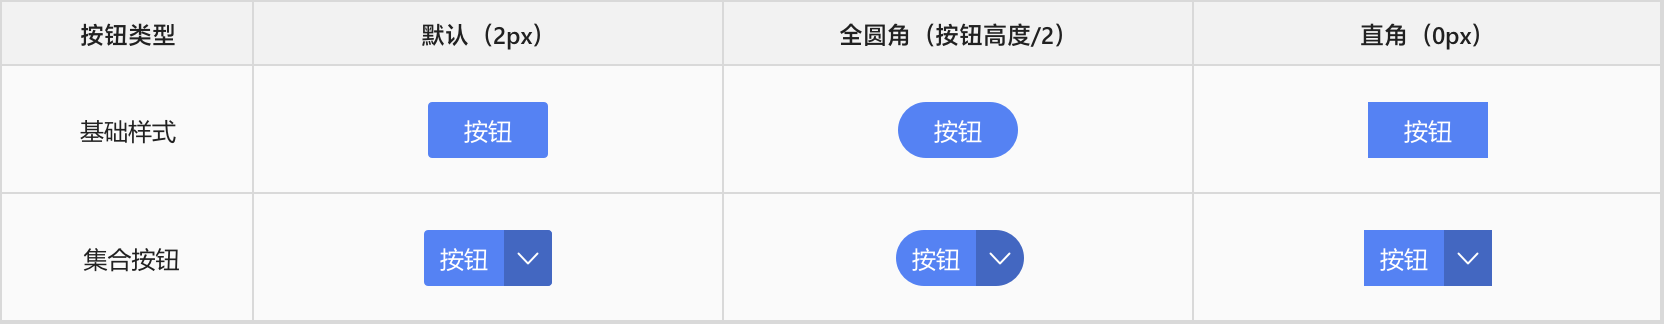 按钮类型 默认（2px） 全圆角（按钮高度/2） 直角（0px）
基础样式 按钮 按钮 按钮
集合按钮 按钮 按钮 按钮